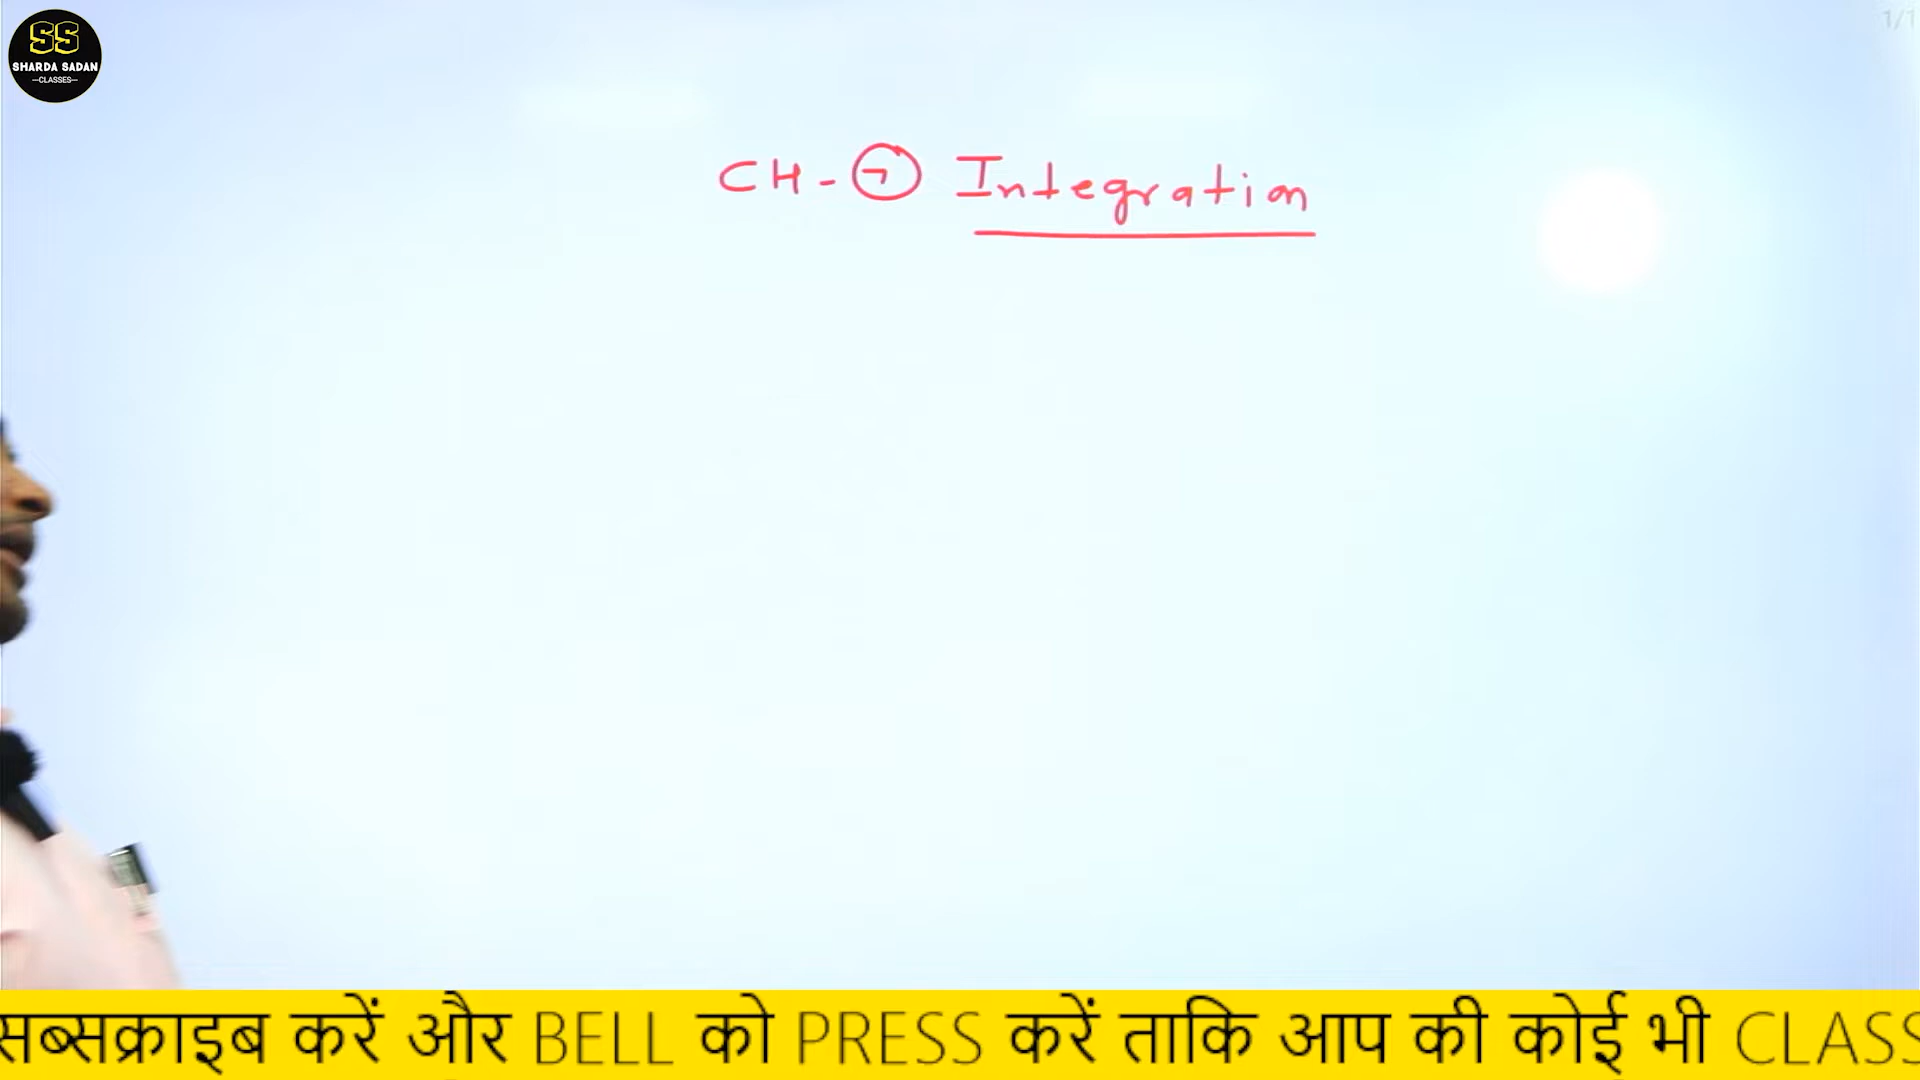 SS
SHARDA SADAN
—CLASSES—
1/1
CH - 7 Integration
सब्सक्राइब करें और BELL को PRESS करें ताकि आप की कोई भी CLASS